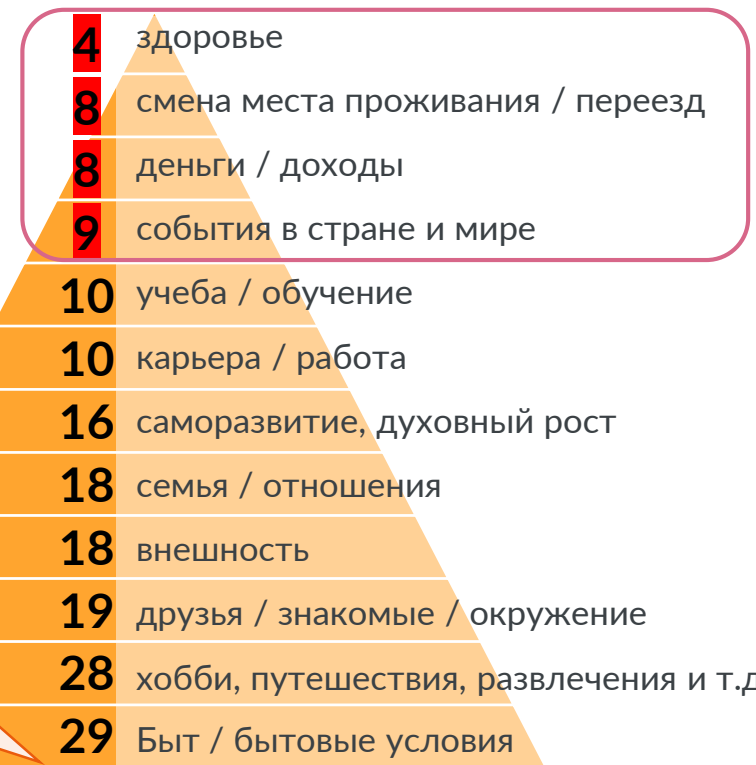 4 здоровье
8 смена места проживания / переезд
8 деньги / доходы
9 события в стране и мире
10 учеба / обучение
10 карьера / работа
16 саморазвитие, духовный рост
18 семья / отношения
18 внешность
19 друзья / знакомые / окружение
28 хобби, путешествия, развлечения и т.д
29 Быт / бытовые условия